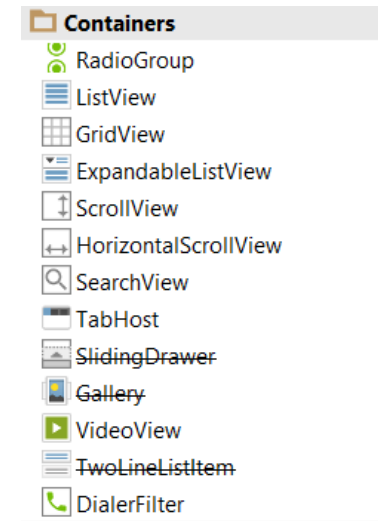 Containers
RadioGroup
ListView
GridView
ExpandableListView
ScrollView
HorizontalScrollView
SearchView
TabHost
SlidingDrawer
Gallery
VideoView
TwoLineListItem
DialerFilter